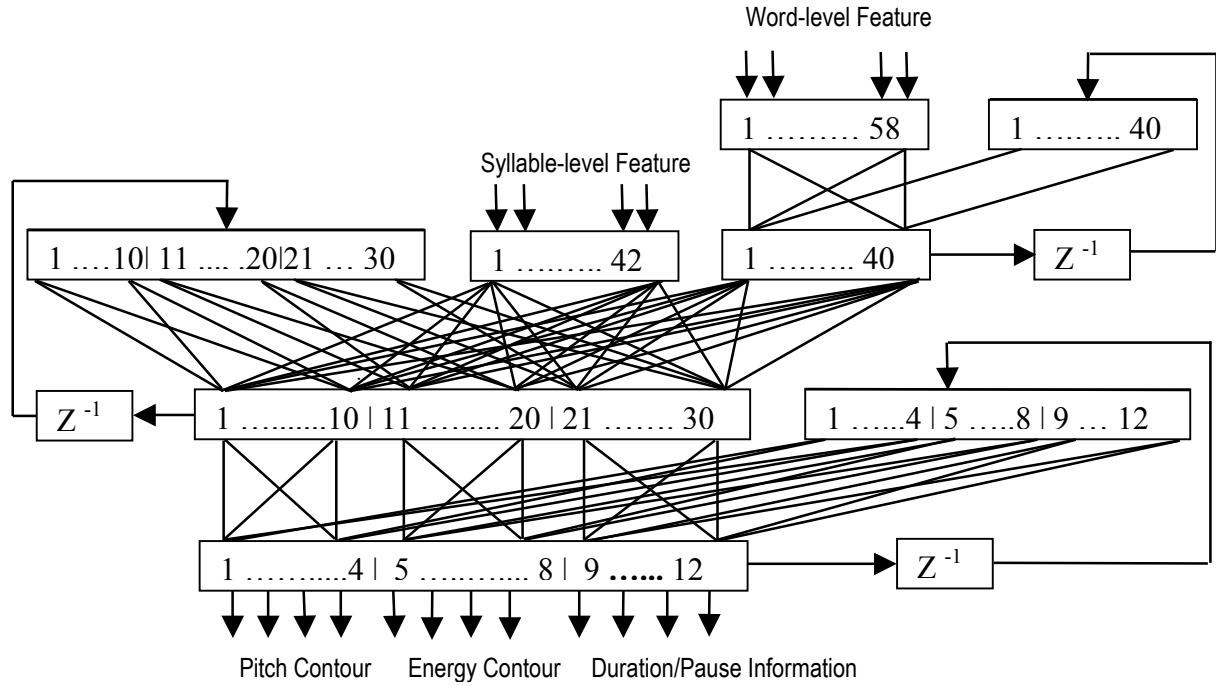 Word-level Feature
1 ……… 58
1 …..….. 40
Syllable-level Feature
1 ….10| 11 ..... .20|21 … 30
1 …..….. 42
1 …..….. 40
Z -1
Z -1
1 ….......10 | 11 ….…..... 20 | 21 …..…. 30
1 …...4 | 5 …..8 | 9 … 12
1 …….....4 | 5 …..…….... 8 | 9 …... 12
Z -1
Pitch Contour Energy Contour Duration/Pause Information